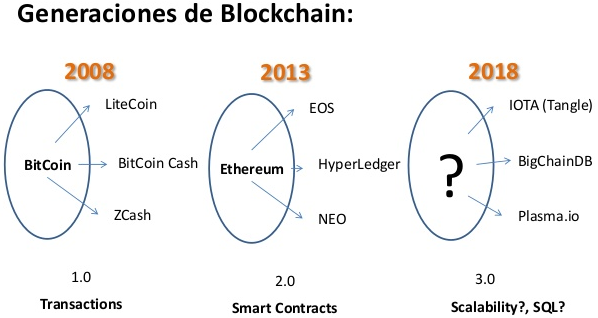 Generaciones de Blockchain:
2008
2013
2018
LiteCoin
BitCoin
BitCoin Cash
ZCash
EOS
Ethereum
HyperLedger
NEO
IOTA (Tangle)
?
BigChainDB
Plasma.io
1.0
2.0
3.0
Transactions
Smart Contracts
Scalability?, SQL?